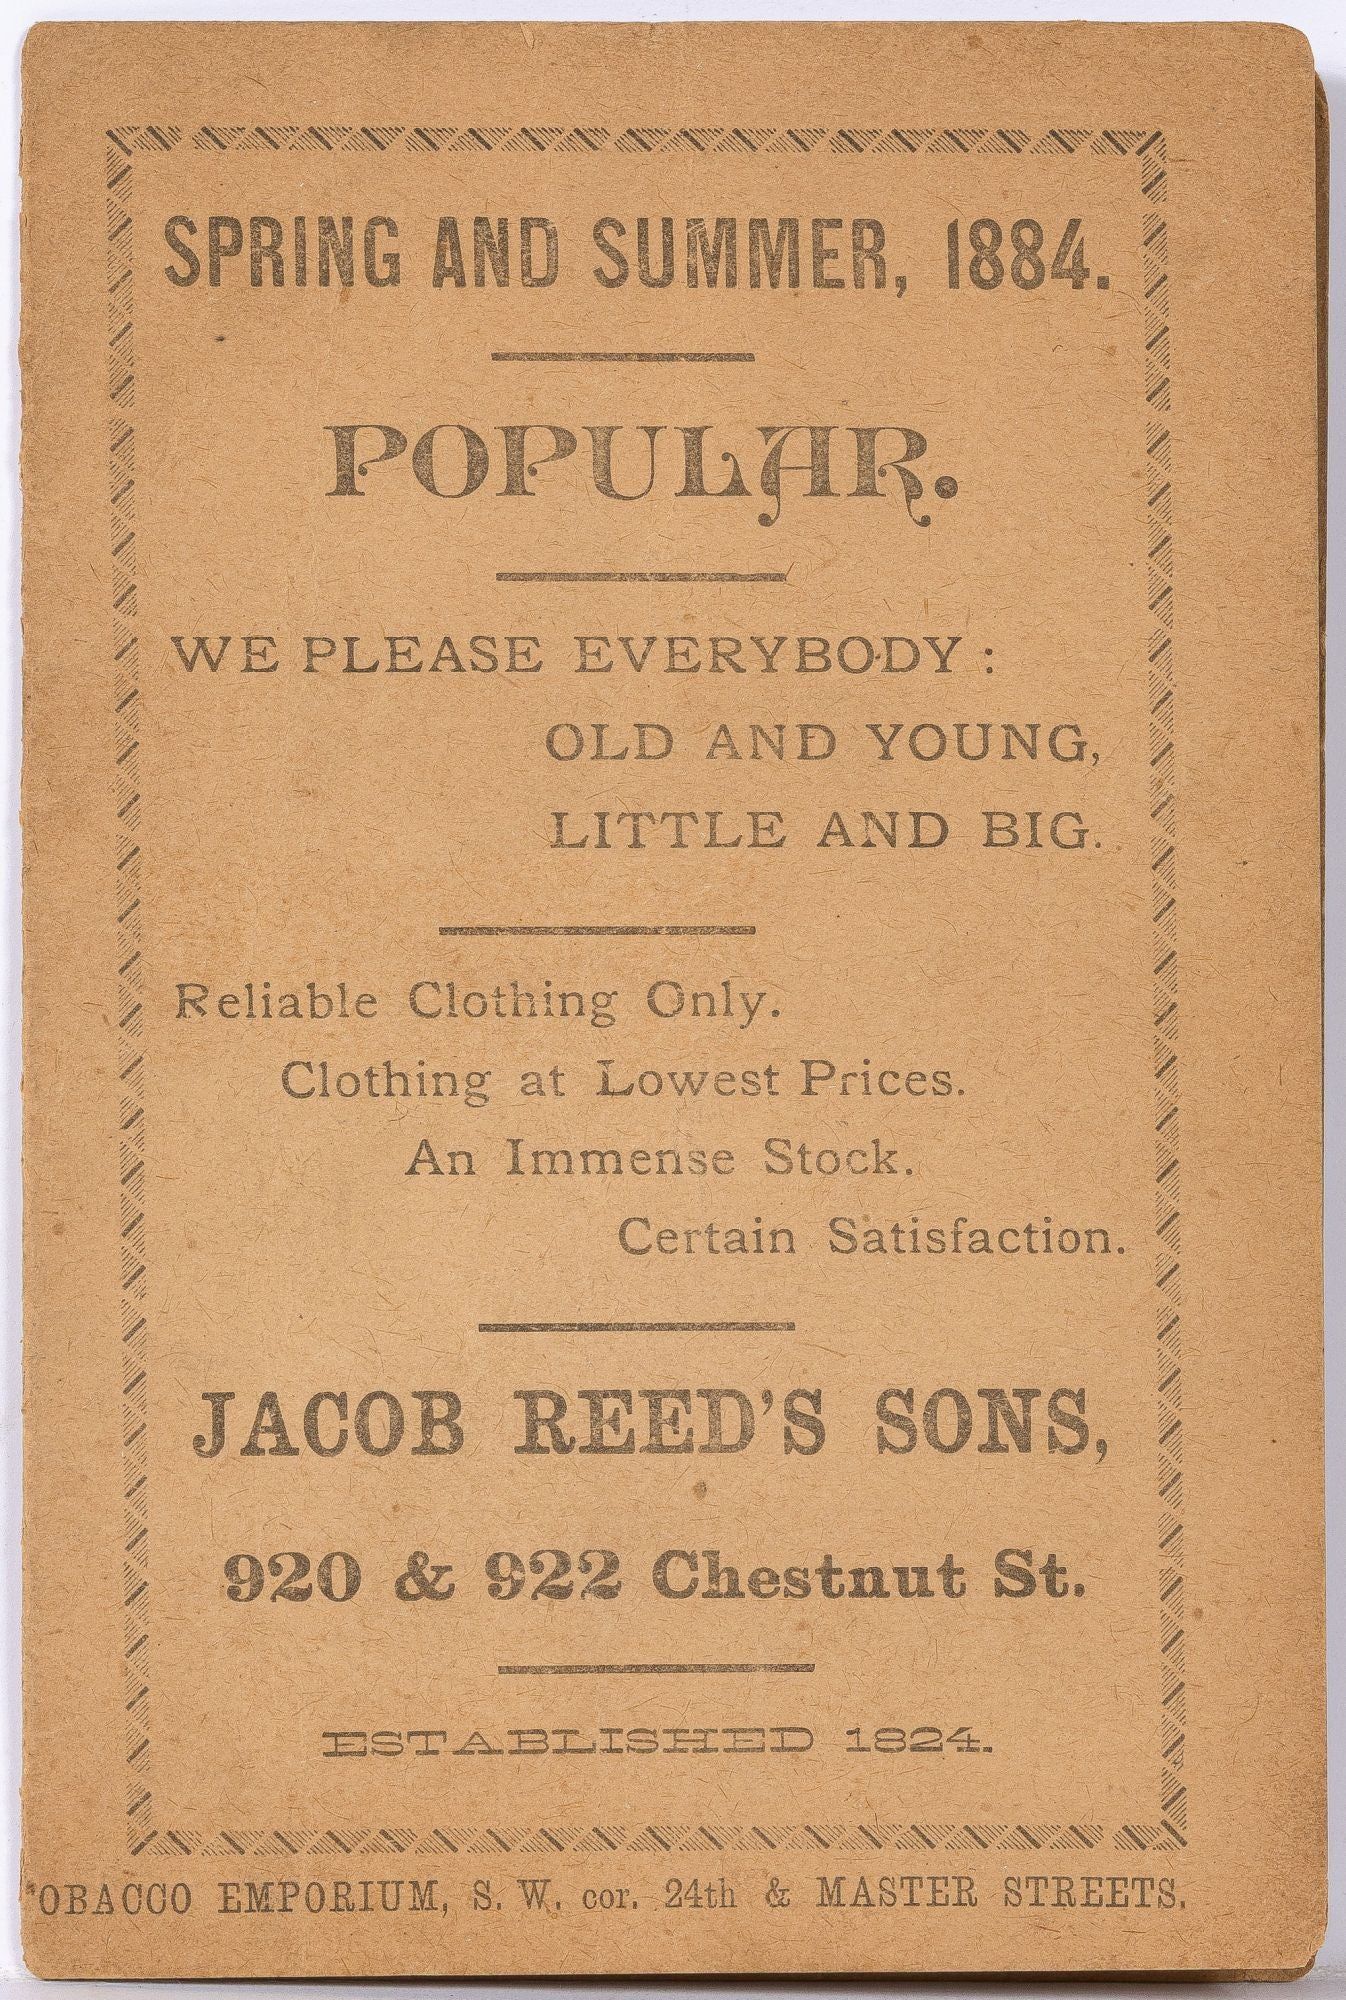 SPRING AND SUMMER, 1884.
POPULAR.
WE PLEASE EVERYBODY :
OLD AND YOUNG,
LITTLE AND BIG.
Reliable Clothing Only.
Clothing at Lowest Prices.
An Immense Stock.
Certain Satisfaction.
JACOB REED'S SONS,
920 & 922 Chestnut St.
ESTABLISHED 1824.
TOBACCO EMPORIUM, S. W. cor. 24th & MASTER STREETS.